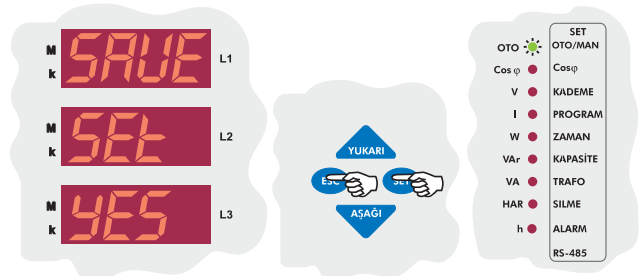 M
k
SAVE
L1
M
k
SEt
L2
M
k
YES
L3
YUKARI
ESC
SET
AŞAĞI
SET
OTO OTO/MAN
Cos φ Cosφ
V KADEME
I PROGRAM
W ZAMAN
VAr KAPASİTE
VA TRAFO
HAR SILME
h ALARM
RS-485